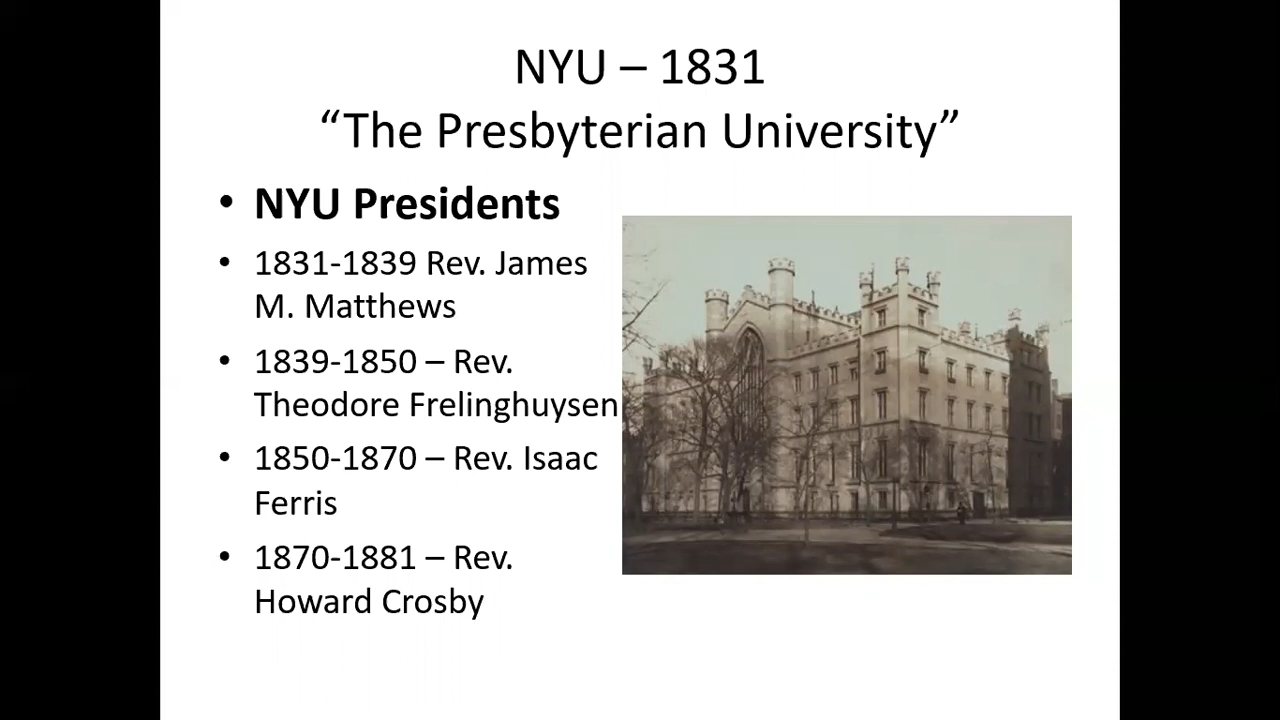 NYU – 1831
“The Presbyterian University”
• NYU Presidents
• 1831-1839 Rev. James
M. Matthews
• 1839-1850 – Rev.
Theodore Frelinghuysen
• 1850-1870 – Rev. Isaac
Ferris
• 1870-1881 – Rev.
Howard Crosby